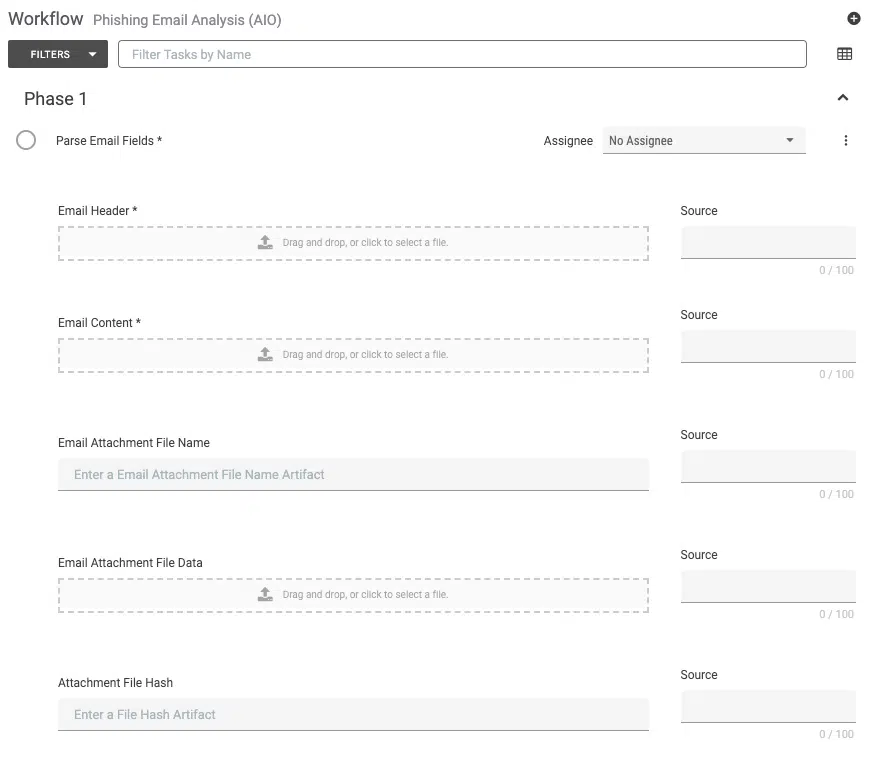 Workflow Phishing Email Analysis (AIO)
FILTERS Filter Tasks by Name
Phase 1
Parse Email Fields * Assignee No Assignee
Email Header * Source
Drag and drop, or click to select a file.
0 / 100
Email Content * Source
Drag and drop, or click to select a file.
0 / 100
Email Attachment File Name Source
Enter a Email Attachment File Name Artifact
0 / 100
Email Attachment File Data Source
Drag and drop, or click to select a file.
0 / 100
Attachment File Hash Source
Enter a File Hash Artifact
0 / 100